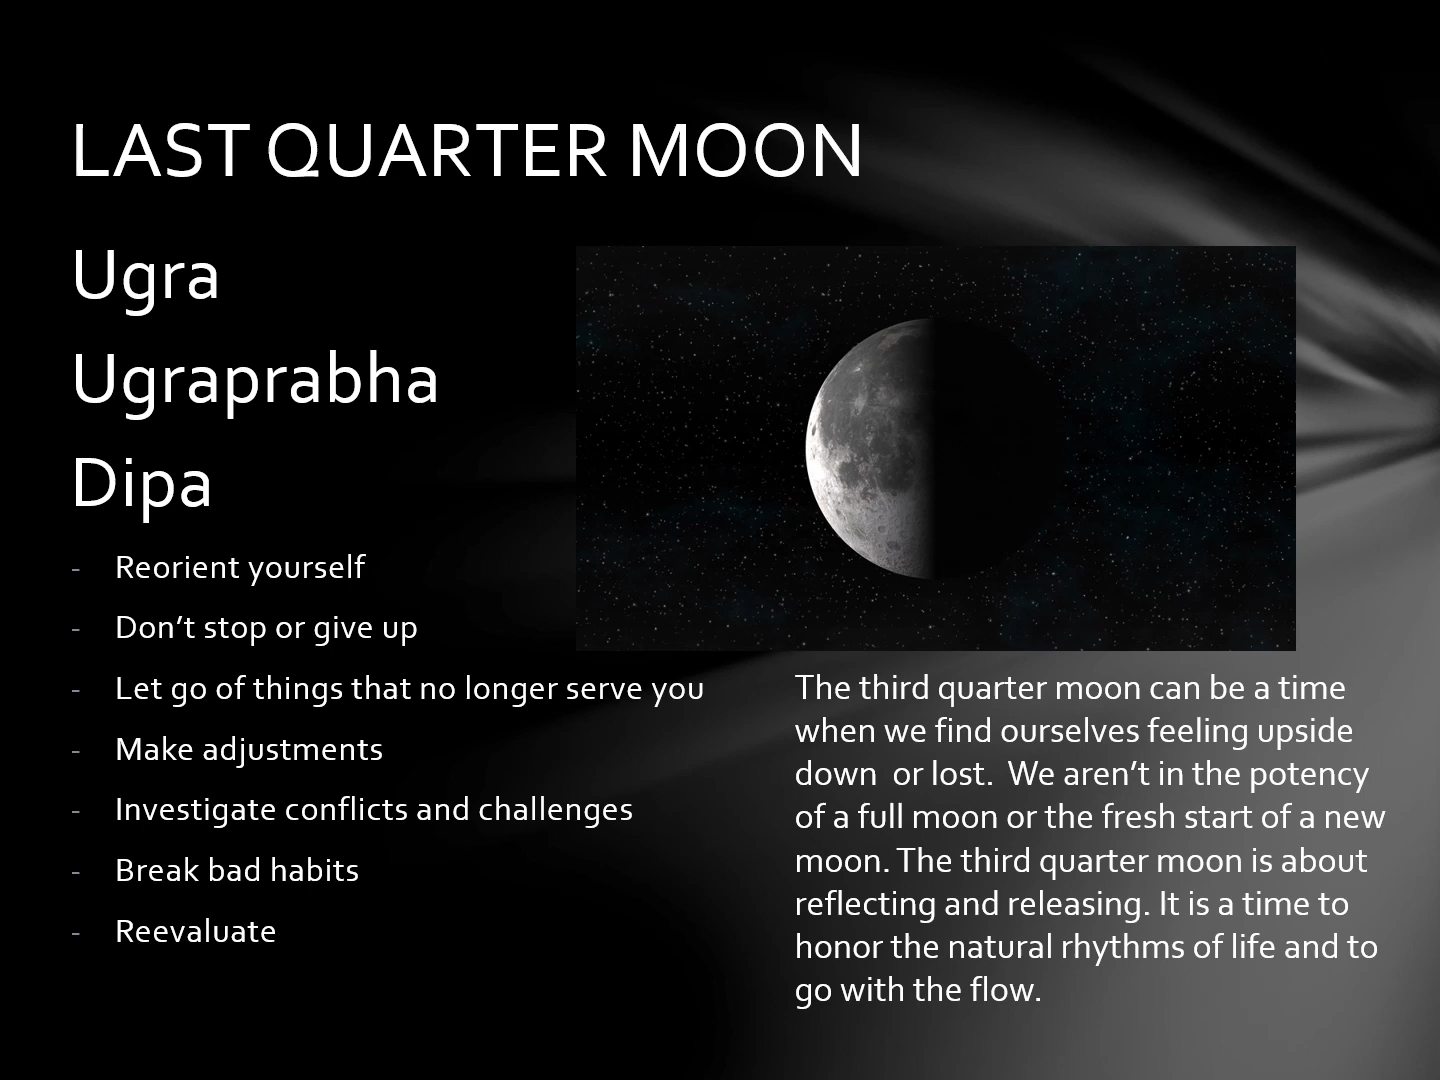 LAST QUARTER MOON
Ugra
Ugraprabha
Dipa
- Reorient yourself
- Don’t stop or give up
- Let go of things that no longer serve you
- Make adjustments
- Investigate conflicts and challenges
- Break bad habits
- Reevaluate
The third quarter moon can be a time
when we find ourselves feeling upside
down  or lost.  We aren’t in the potency
of a full moon or the fresh start of a new
moon. The third quarter moon is about
reflecting and releasing. It is a time to
honor the natural rhythms of life and to
go with the flow.